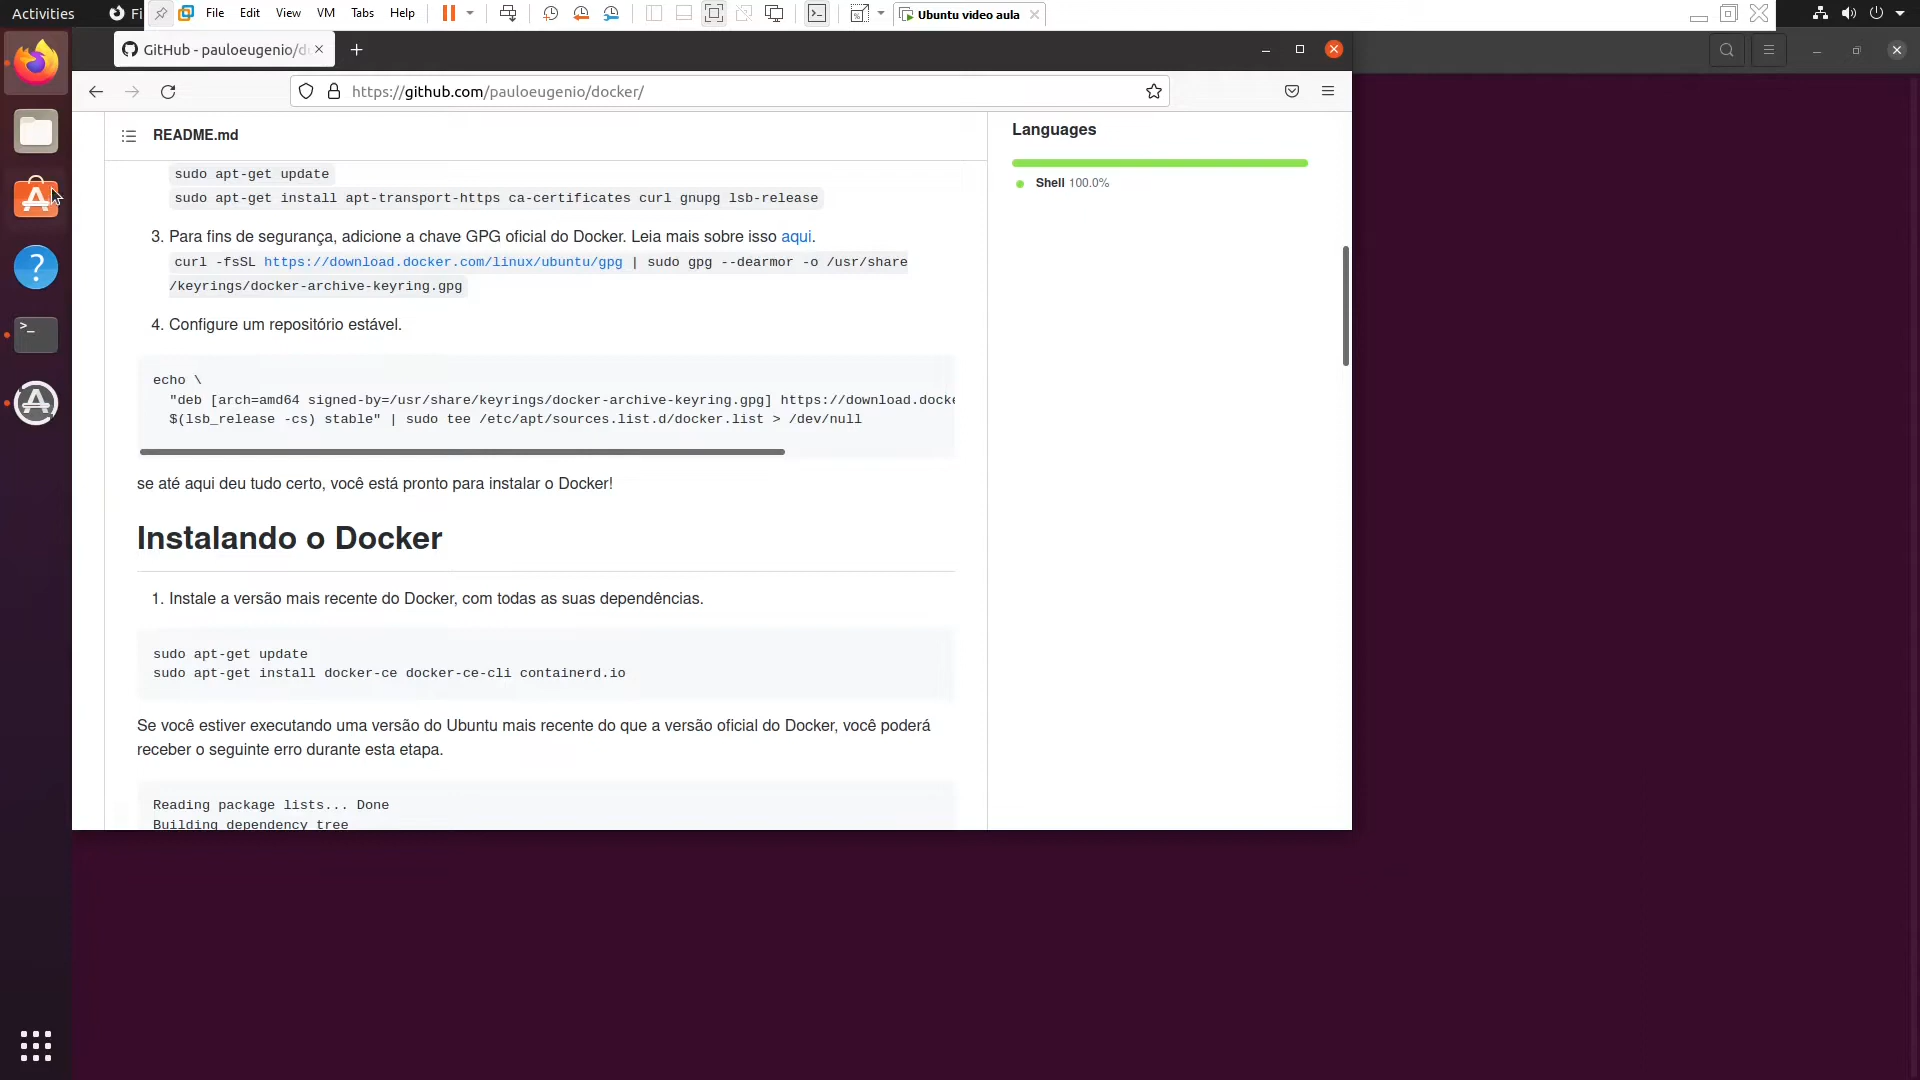 Activities
Fi
File Edit View VM Tabs Help
Ubuntu video aula
GitHub - pauloeugenio/d
https://github.com/pauloeugenio/docker/
README.md
sudo apt-get update
sudo apt-get install apt-transport-https ca-certificates curl gnupg lsb-release
3. Para fins de segurança, adicione a chave GPG oficial do Docker. Leia mais sobre isso aqui.
curl -fsSL https://download.docker.com/linux/ubuntu/gpg | sudo gpg --dearmor -o /usr/share
/keyrings/docker-archive-keyring.gpg
4. Configure um repositório estável.
echo \
"deb [arch=amd64 signed-by=/usr/share/keyrings/docker-archive-keyring.gpg] https://download.docke
$(lsb_release -cs) stable" | sudo tee /etc/apt/sources.list.d/docker.list > /dev/null
se até aqui deu tudo certo, você está pronto para instalar o Docker!
Instalando o Docker
1. Instale a versão mais recente do Docker, com todas as suas dependências.
sudo apt-get update
sudo apt-get install docker-ce docker-ce-cli containerd.io
Se você estiver executando uma versão do Ubuntu mais recente do que a versão oficial do Docker, você poderá
receber o seguinte erro durante esta etapa.
Reading package lists... Done
Building dependency tree
Languages
Shell 100.0%